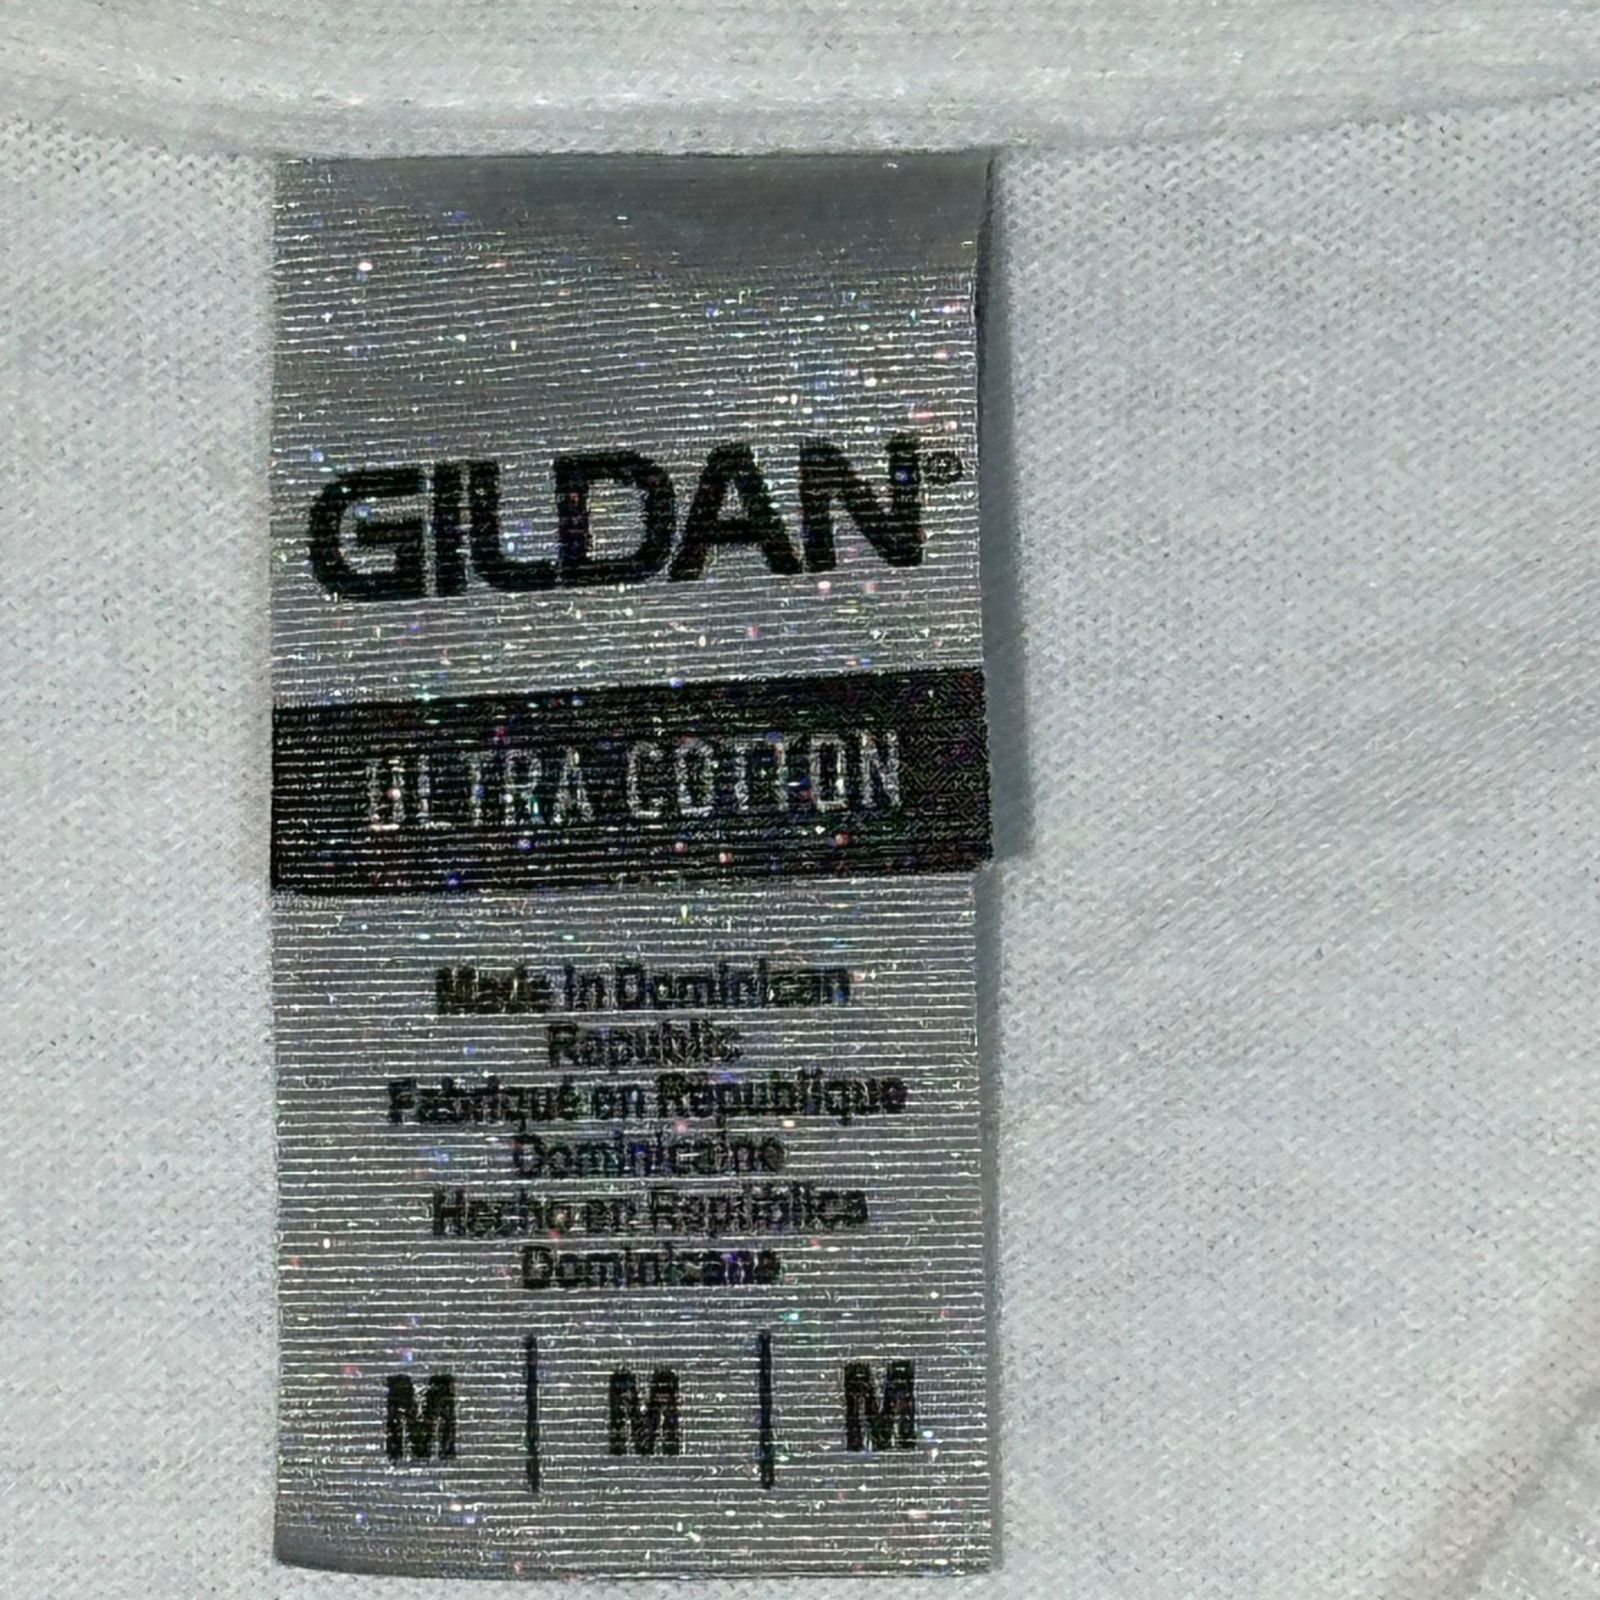 GILDAN®
ULTRA COTTON
Made in Dominican
Republic
Fabriqué en République
Dominicaine
Hecho en República
Dominicana
M | M | M